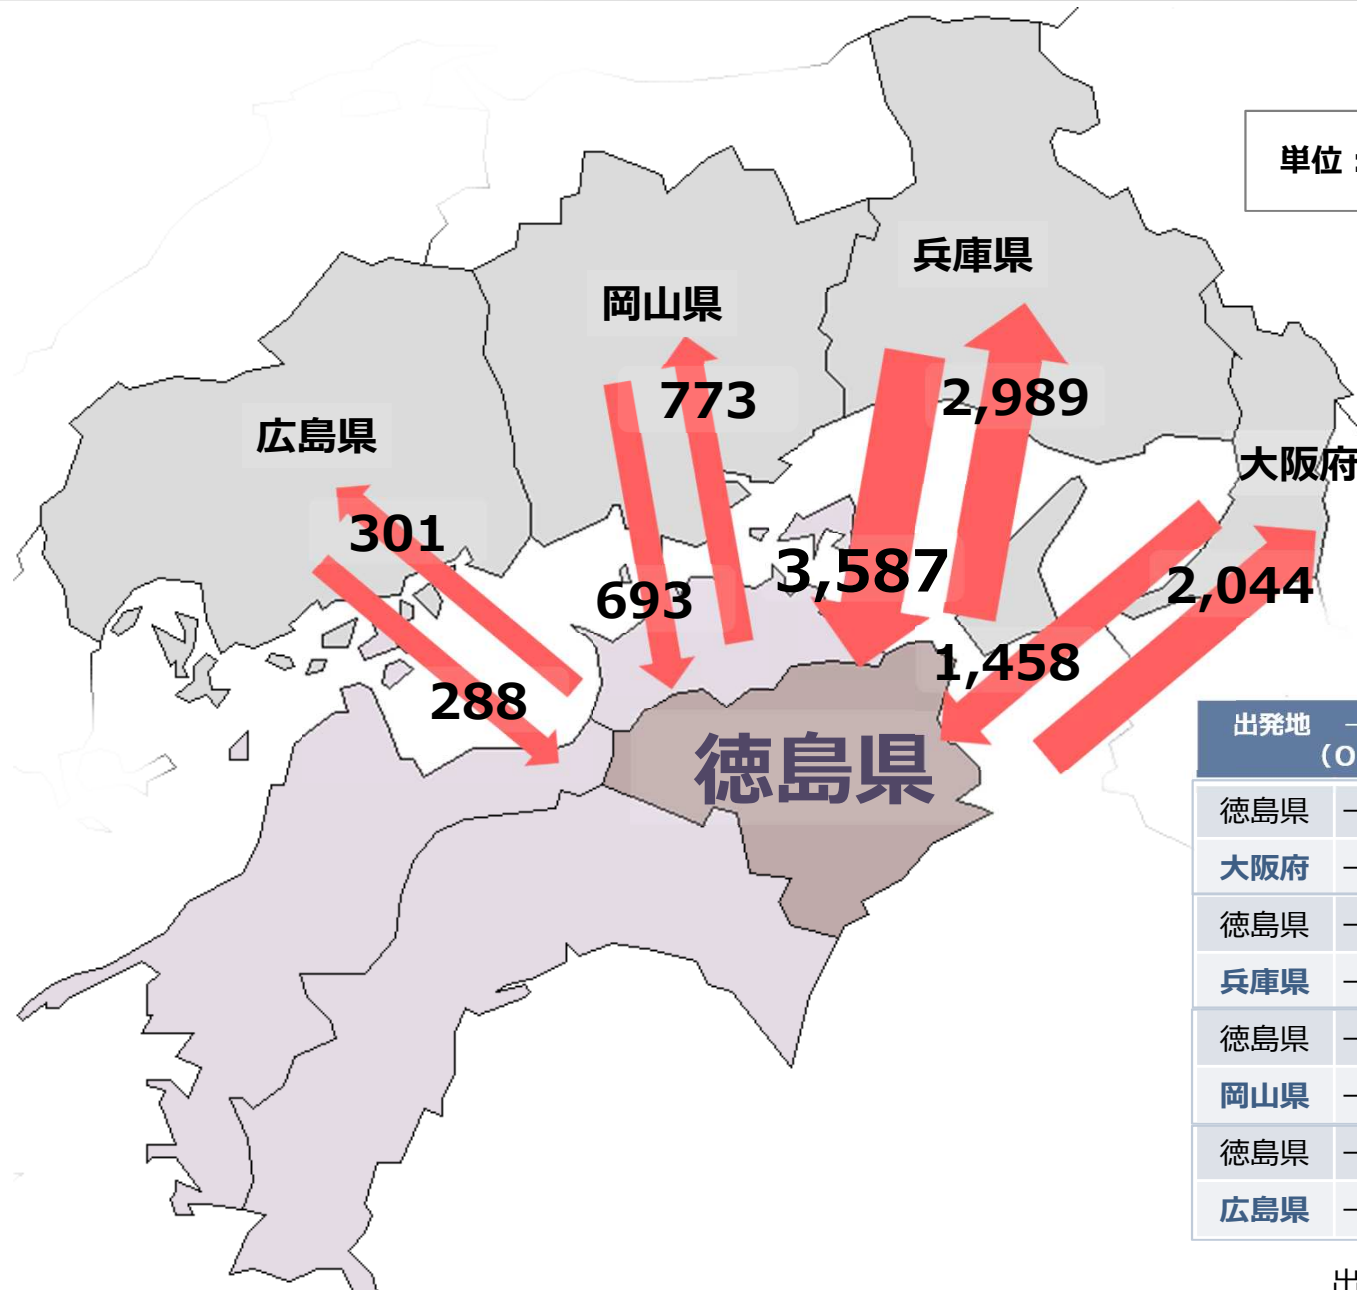 単位：
兵庫県
岡山県
773
2,989
広島県
大阪府
301
3,587
693
2,044
1,458
288
徳島県
出発地 －
（O
徳島県 －
大阪府 －
徳島県 －
兵庫県 －
徳島県 －
岡山県 －
徳島県 －
広島県 －
出